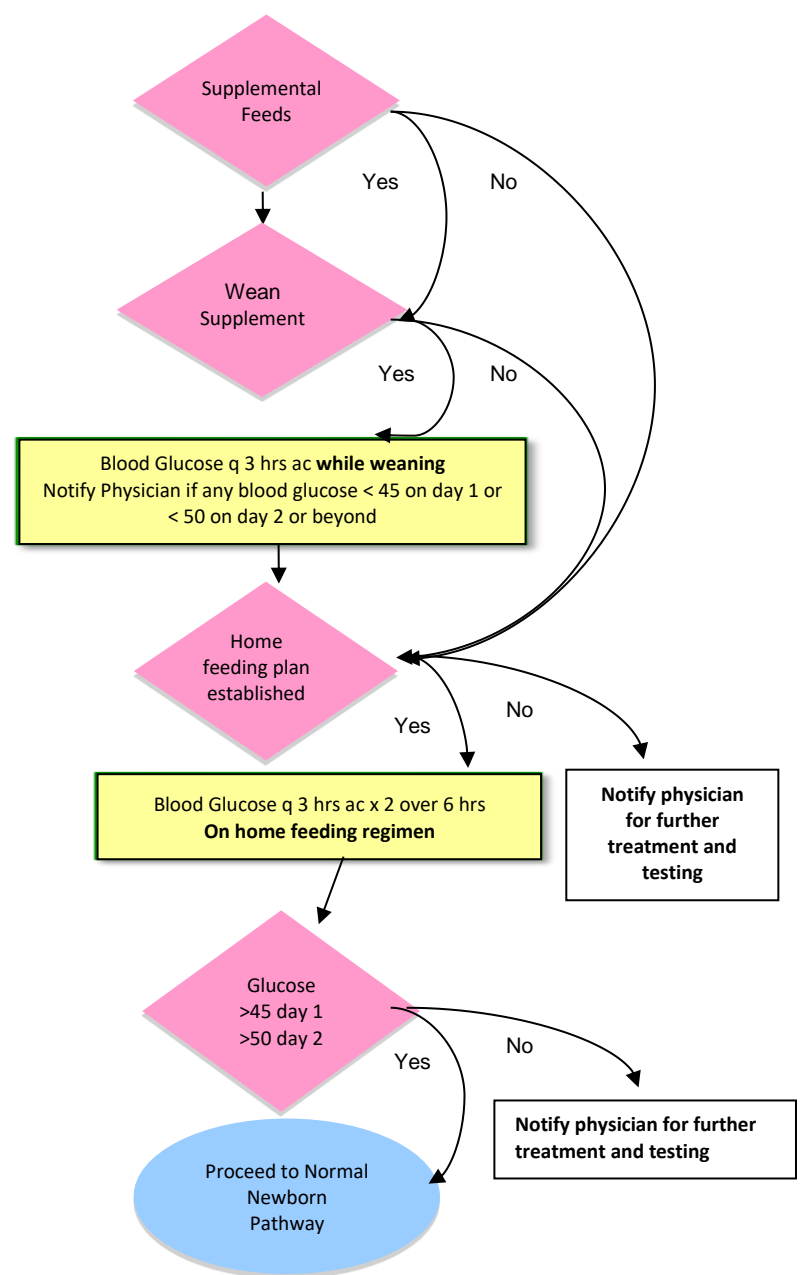 Supplemental
Feeds
Yes
No
Wean
Supplement
Yes
No
Blood Glucose q 3 hrs ac while weaning
Notify Physician if any blood glucose < 45 on day 1 or
< 50 on day 2 or beyond
Home
feeding plan
established
Yes
No
Blood Glucose q 3 hrs ac x 2 over 6 hrs
On home feeding regimen
Notify physician
for further
treatment and
testing
Glucose
>45 day 1
>50 day 2
Yes
No
Notify physician for further
treatment and testing
Proceed to Normal
Newborn
Pathway